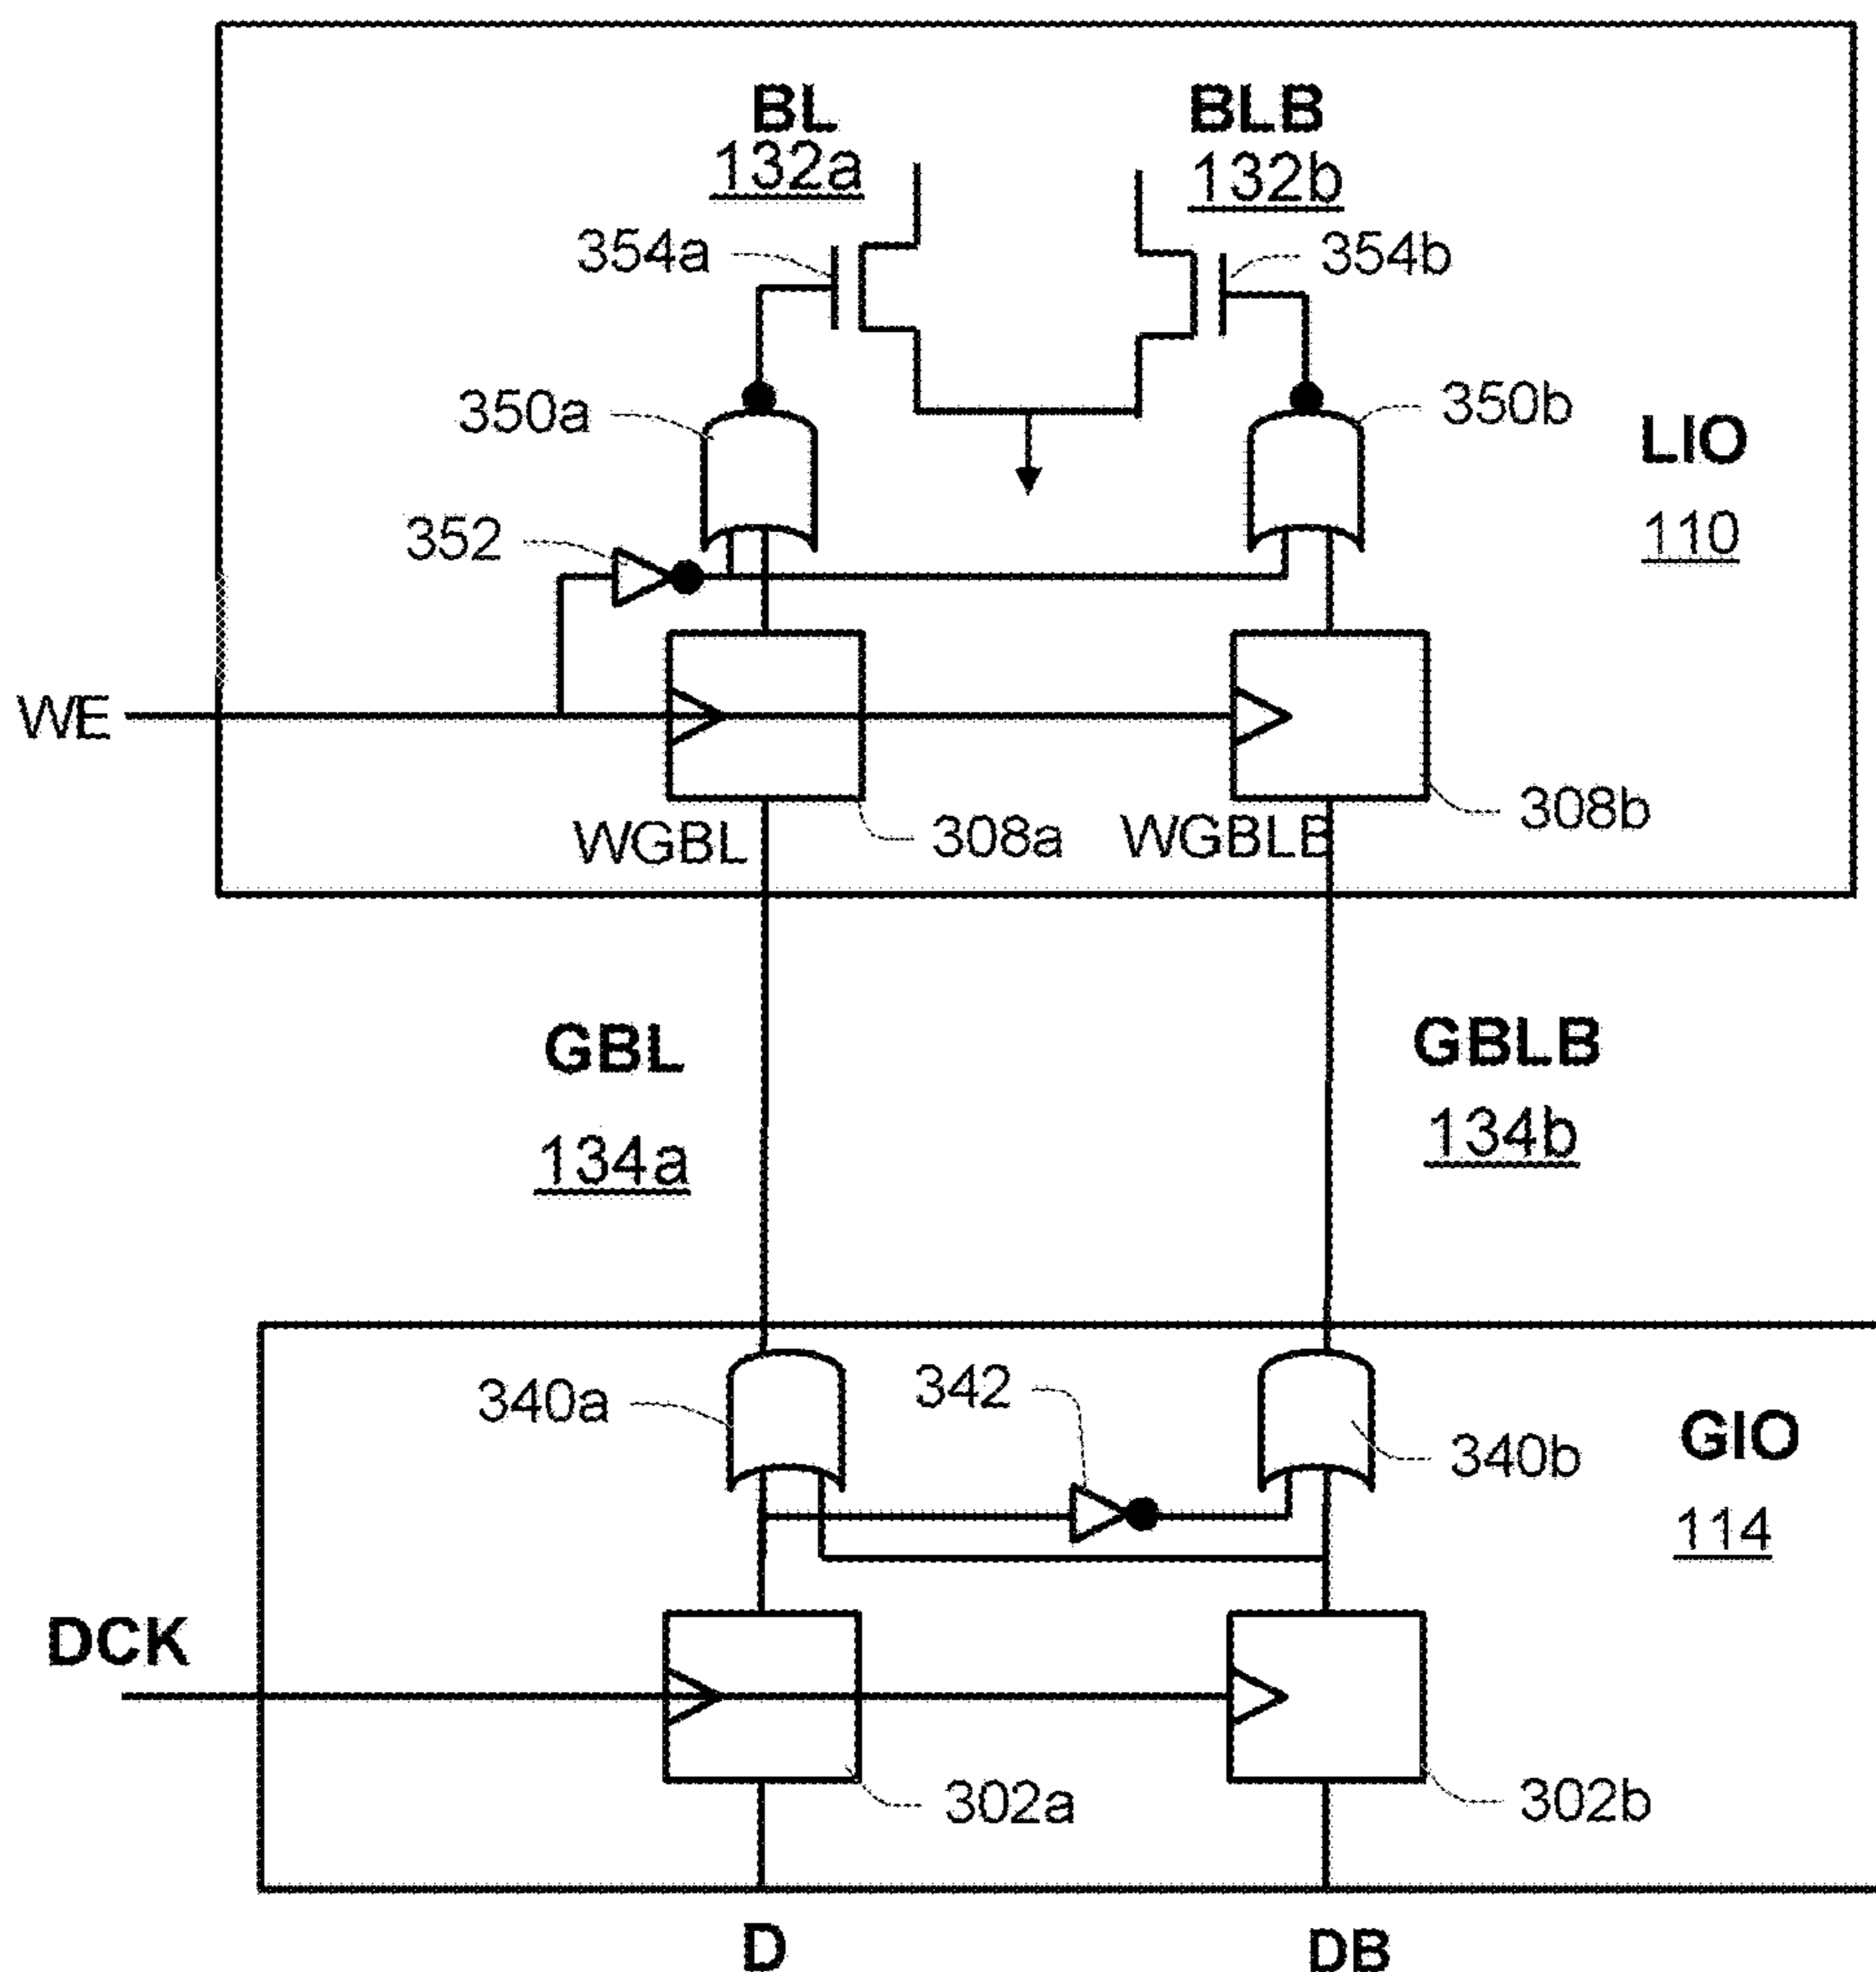 BL
132a
BLB
132b
354a
354b
350a
350b
LIO
110
352
WE
308b
WGBL
308a
WGBLB
GBL
134a
GBLB
134b
340a
342
340b
GIO
114
DCK
302a
302b
D
DB